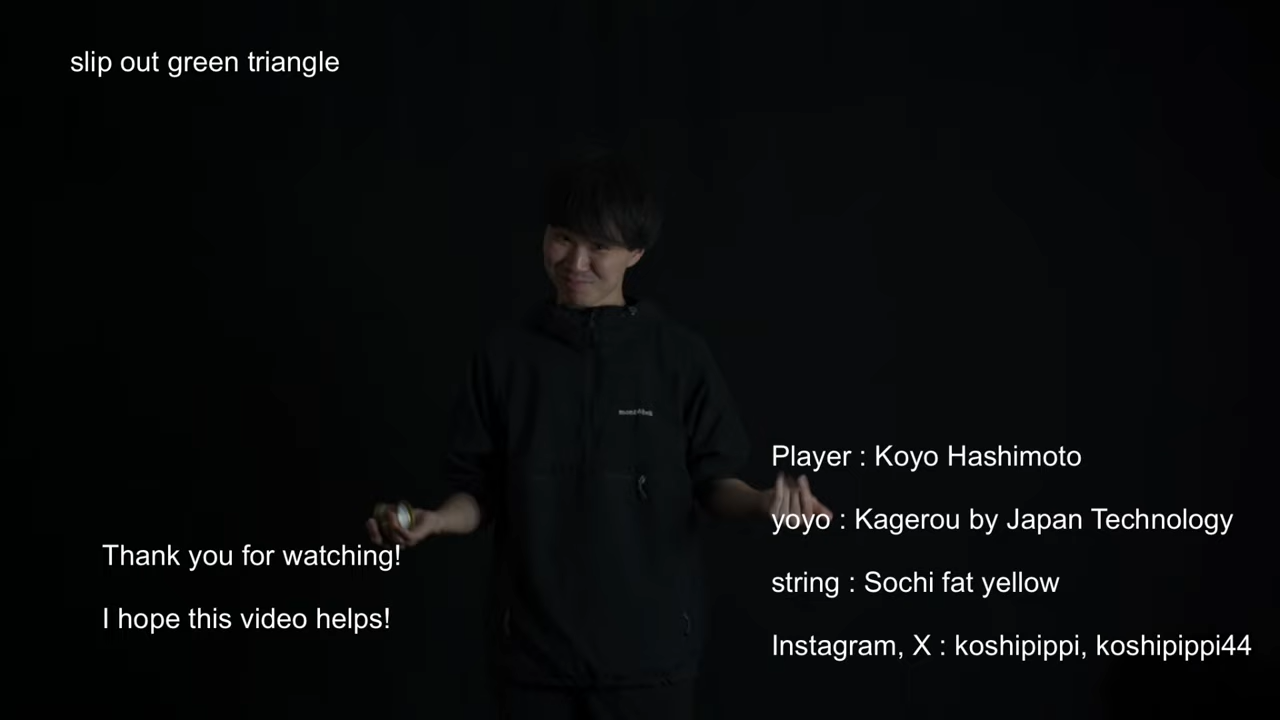 slip out green triangle
Thank you for watching!
I hope this video helps!
Player : Koyo Hashimoto
yoyo : Kagerou by Japan Technology
string : Sochi fat yellow
Instagram, X : koshipippi, koshipippi44